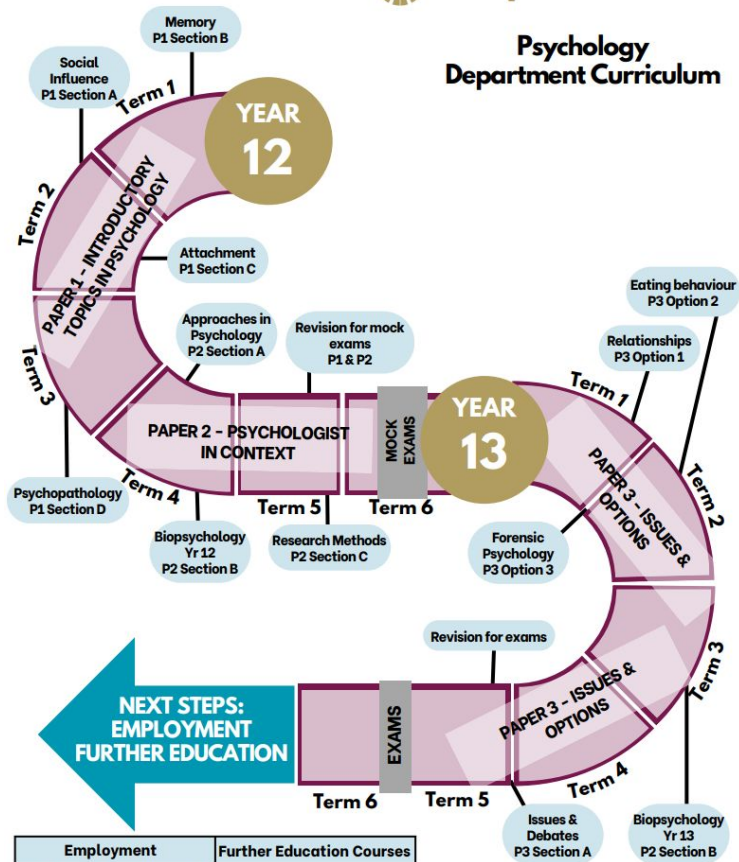 Psychology
Department Curriculum
Memory
P1 Section B
Social
Influence
P1 Section A
Term 1
YEAR
12
Term 2
PAPER 1 - INTRODUCTORY
TOPICS IN PSYCHOLOGY
Attachment
P1 Section C
Term 3
Psychopathology
P1 Section D
Approaches in
Psychology
P2 Section A
Revision for mock
exams
P1 & P2
PAPER 2 - PSYCHOLOGIST
IN CONTEXT
MOCK
EXAMS
Term 4
Term 5
Term 6
Biopsychology
Yr 12
P2 Section B
Research Methods
P2 Section C
YEAR
13
Eating behaviour
P3 Option 2
Relationships
P3 Option 1
Term 1
Term 2
PAPER 3 - ISSUES &
OPTIONS
Forensic
Psychology
P3 Option 3
Term 3
Revision for exams
PAPER 3 - ISSUES &
OPTIONS
Term 4
NEXT STEPS:
EMPLOYMENT
FURTHER EDUCATION
EXAMS
Term 6
Term 5
Issues &
Debates
P3 Section A
Biopsychology
Yr 13
P2 Section B
Employment
Further Education Courses